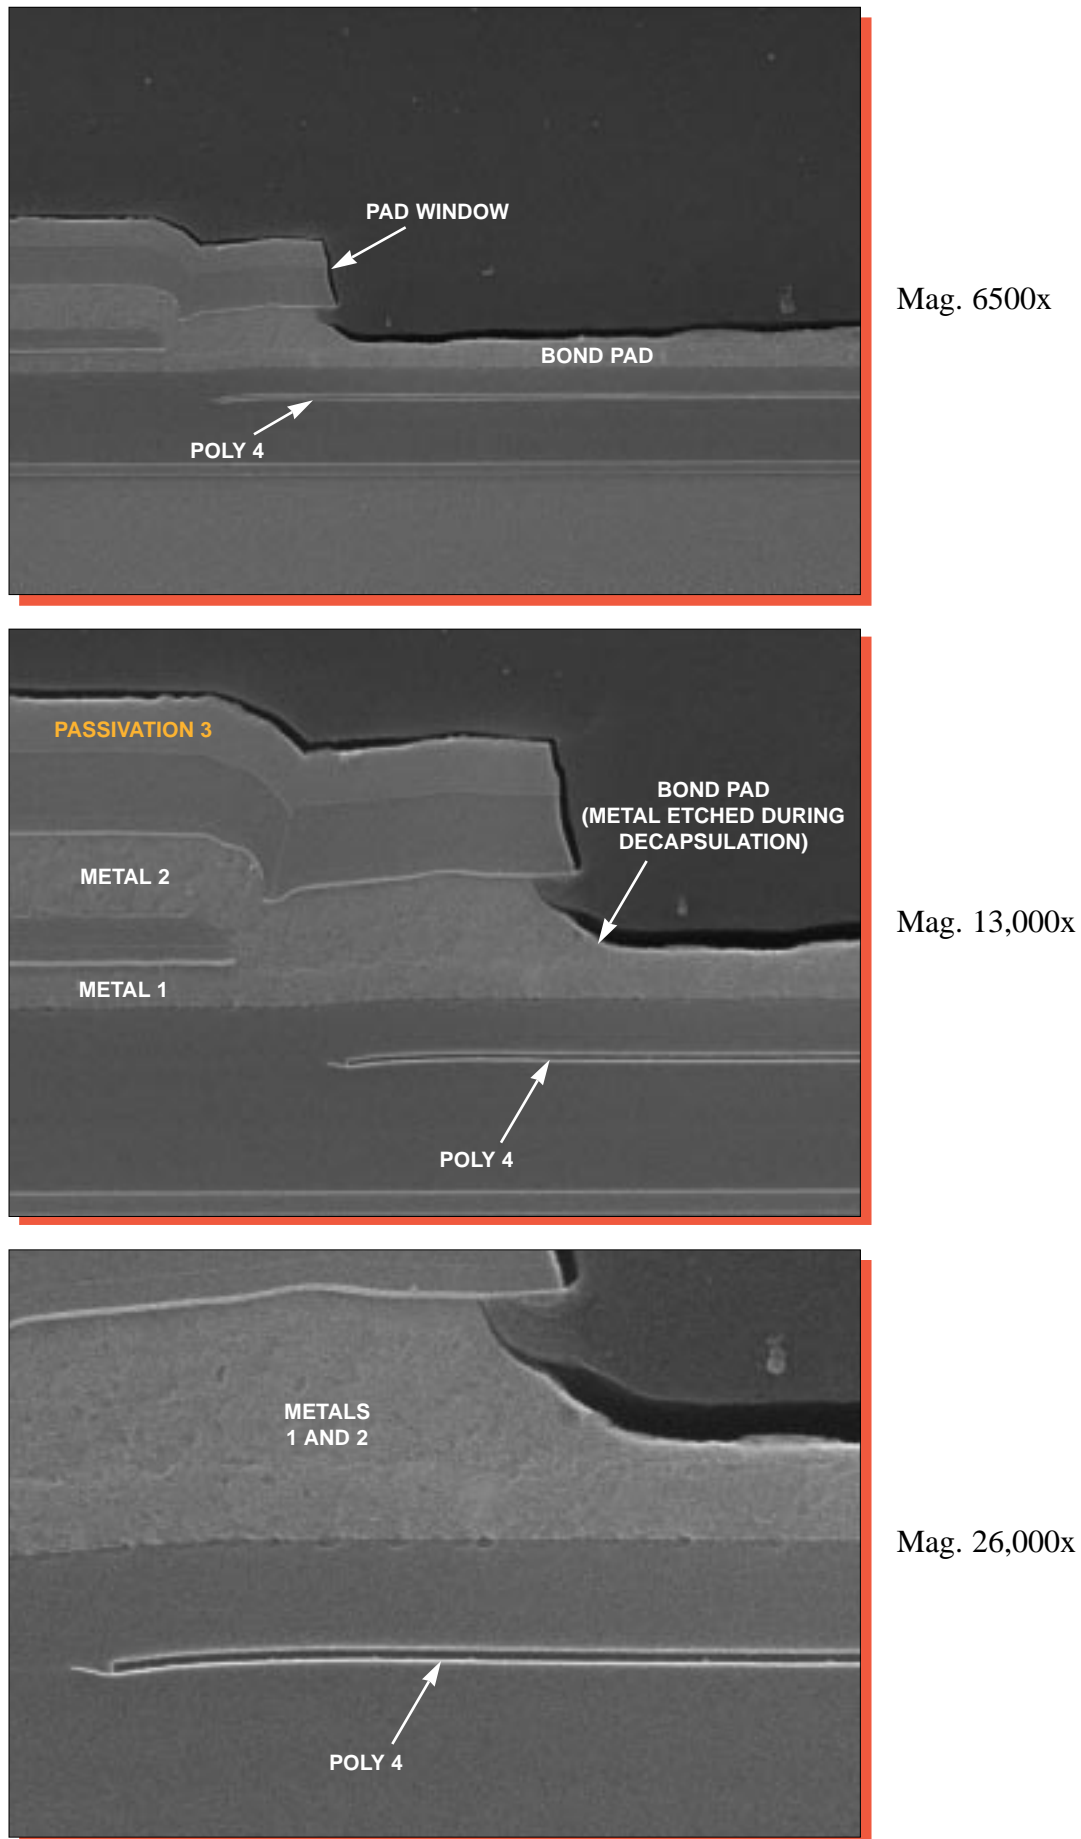 PAD WINDOW
BOND PAD
POLY 4
Mag. 6500x
PASSIVATION 3
BOND PAD
(METAL ETCHED DURING
DECAPSULATION)
METAL 2
METAL 1
POLY 4
Mag. 13,000x
METALS
1 AND 2
POLY 4
Mag. 26,000x